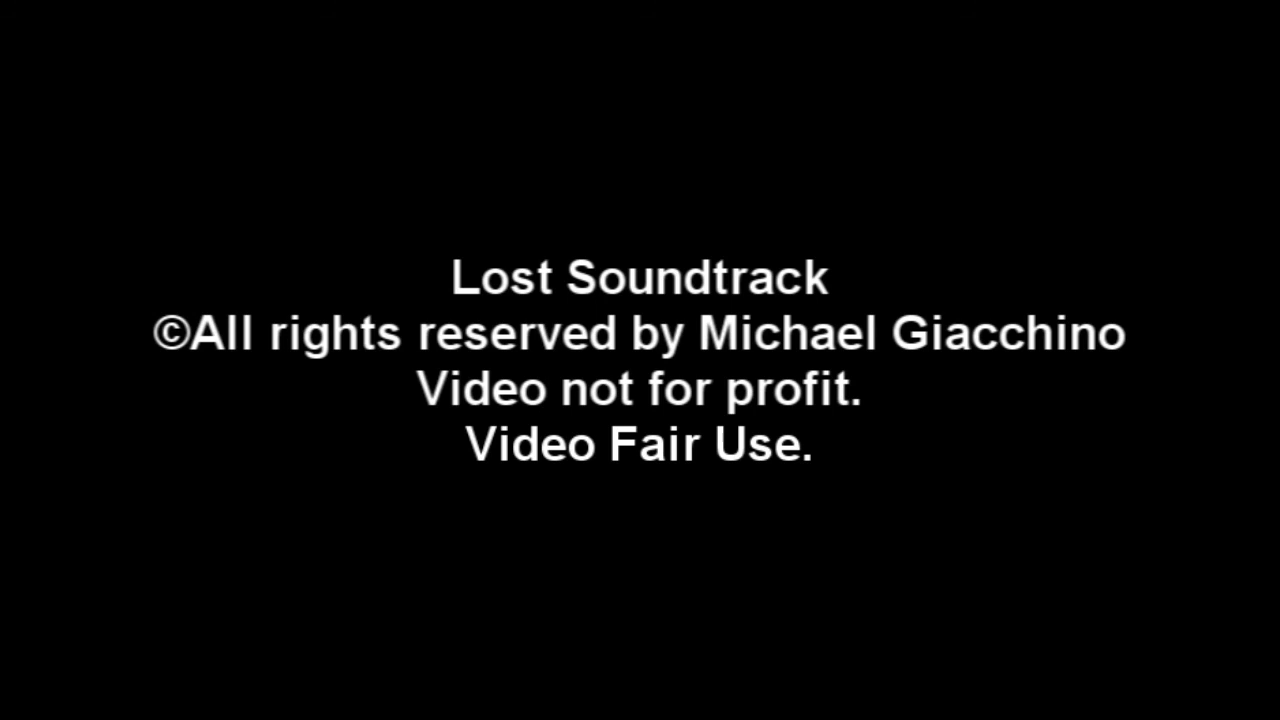 Lost Soundtrack
©All rights reserved by Michael Giacchino
Video not for profit.
Video Fair Use.